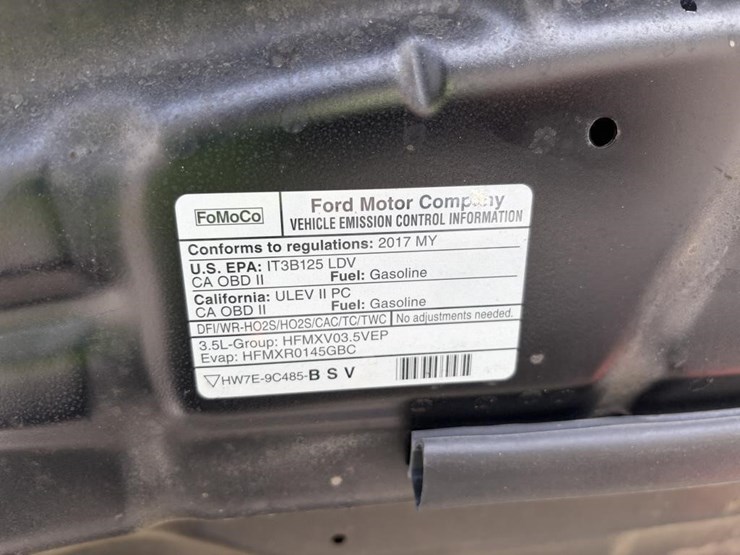 FoMoCo
Ford Motor Company
VEHICLE EMISSION CONTROL INFORMATION
Conforms to regulations: 2017 MY
U.S. EPA: IT3B125 LDV
CA OBD II Fuel: Gasoline
California: ULEV II PC
CA OBD II Fuel: Gasoline
DFI/WR-HO2S/HO2S/CAC/TC/TWC No adjustments needed.
3.5L-Group: HFMXV03.5VEP
Evap: HFMXR0145GBC
HW7E-9C485-B S V